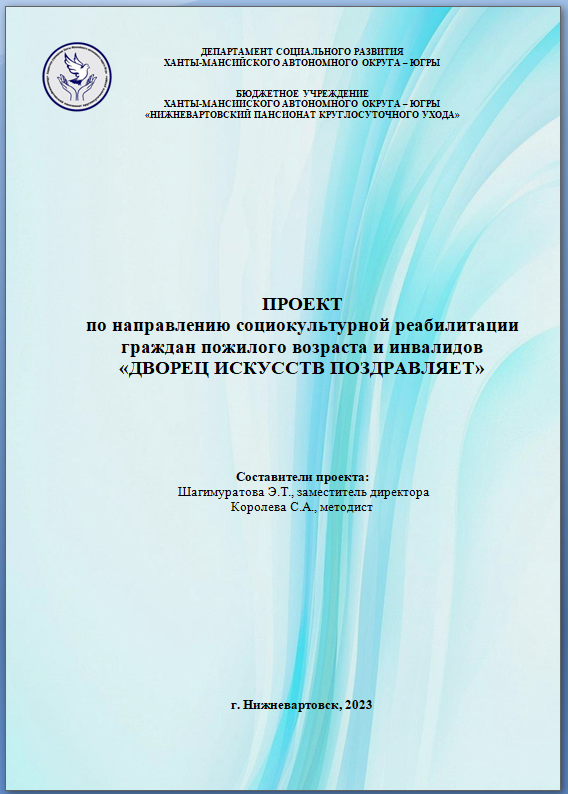 ДЕПАРТАМЕНТ СОЦИАЛЬНОГО РАЗВИТИЯ
ХАНТЫ-МАНСИЙСКОГО АВТОНОМНОГО ОКРУГА – ЮГРЫ
БЮДЖЕТНОЕ УЧРЕЖДЕНИЕ
ХАНТЫ-МАНСИЙСКОГО АВТОНОМНОГО ОКРУГА – ЮГРЫ
«НИЖНЕВАРТОВСКИЙ ПАНСИОНАТ КРУГЛОСУТОЧНОГО УХОДА»
ПРОЕКТ
по направлению социокультурной реабилитации
граждан пожилого возраста и инвалидов
«ДВОРЕЦ ИСКУССТВ ПОЗДРАВЛЯЕТ»
Составители проекта:
Шагимуратова Э.Т., заместитель директора
Королева С.А., методист
г. Нижневартовск, 2023